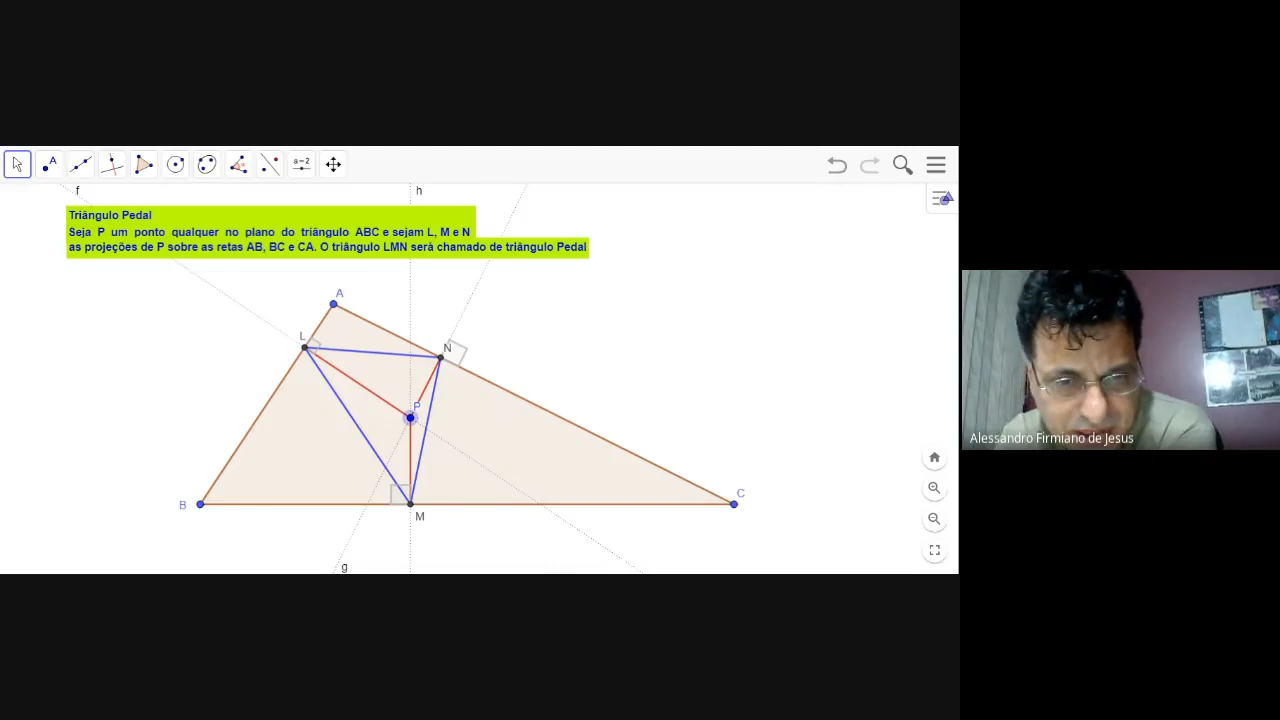 a=2
f
h
Triângulo Pedal
Seja P um ponto qualquer no plano do triângulo ABC e sejam L, M e N
as projeções de P sobre as retas AB, BC e CA. O triângulo LMN será chamado de triângulo Pedal
A
L
N
P
B
C
M
g
Alessandro Firmiano de Jesus